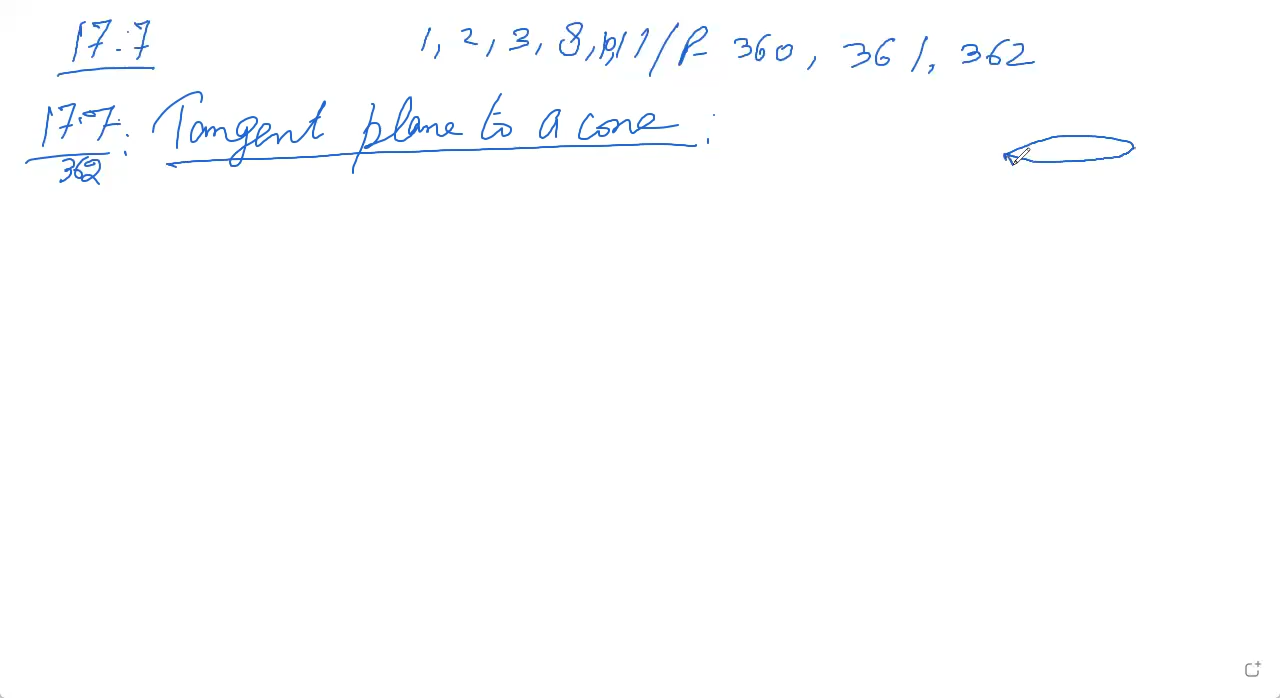 17.7
1, 2, 3, 8, 10, 11 / P- 360, 361, 362
17.7: Tangent plane to a cone:
362